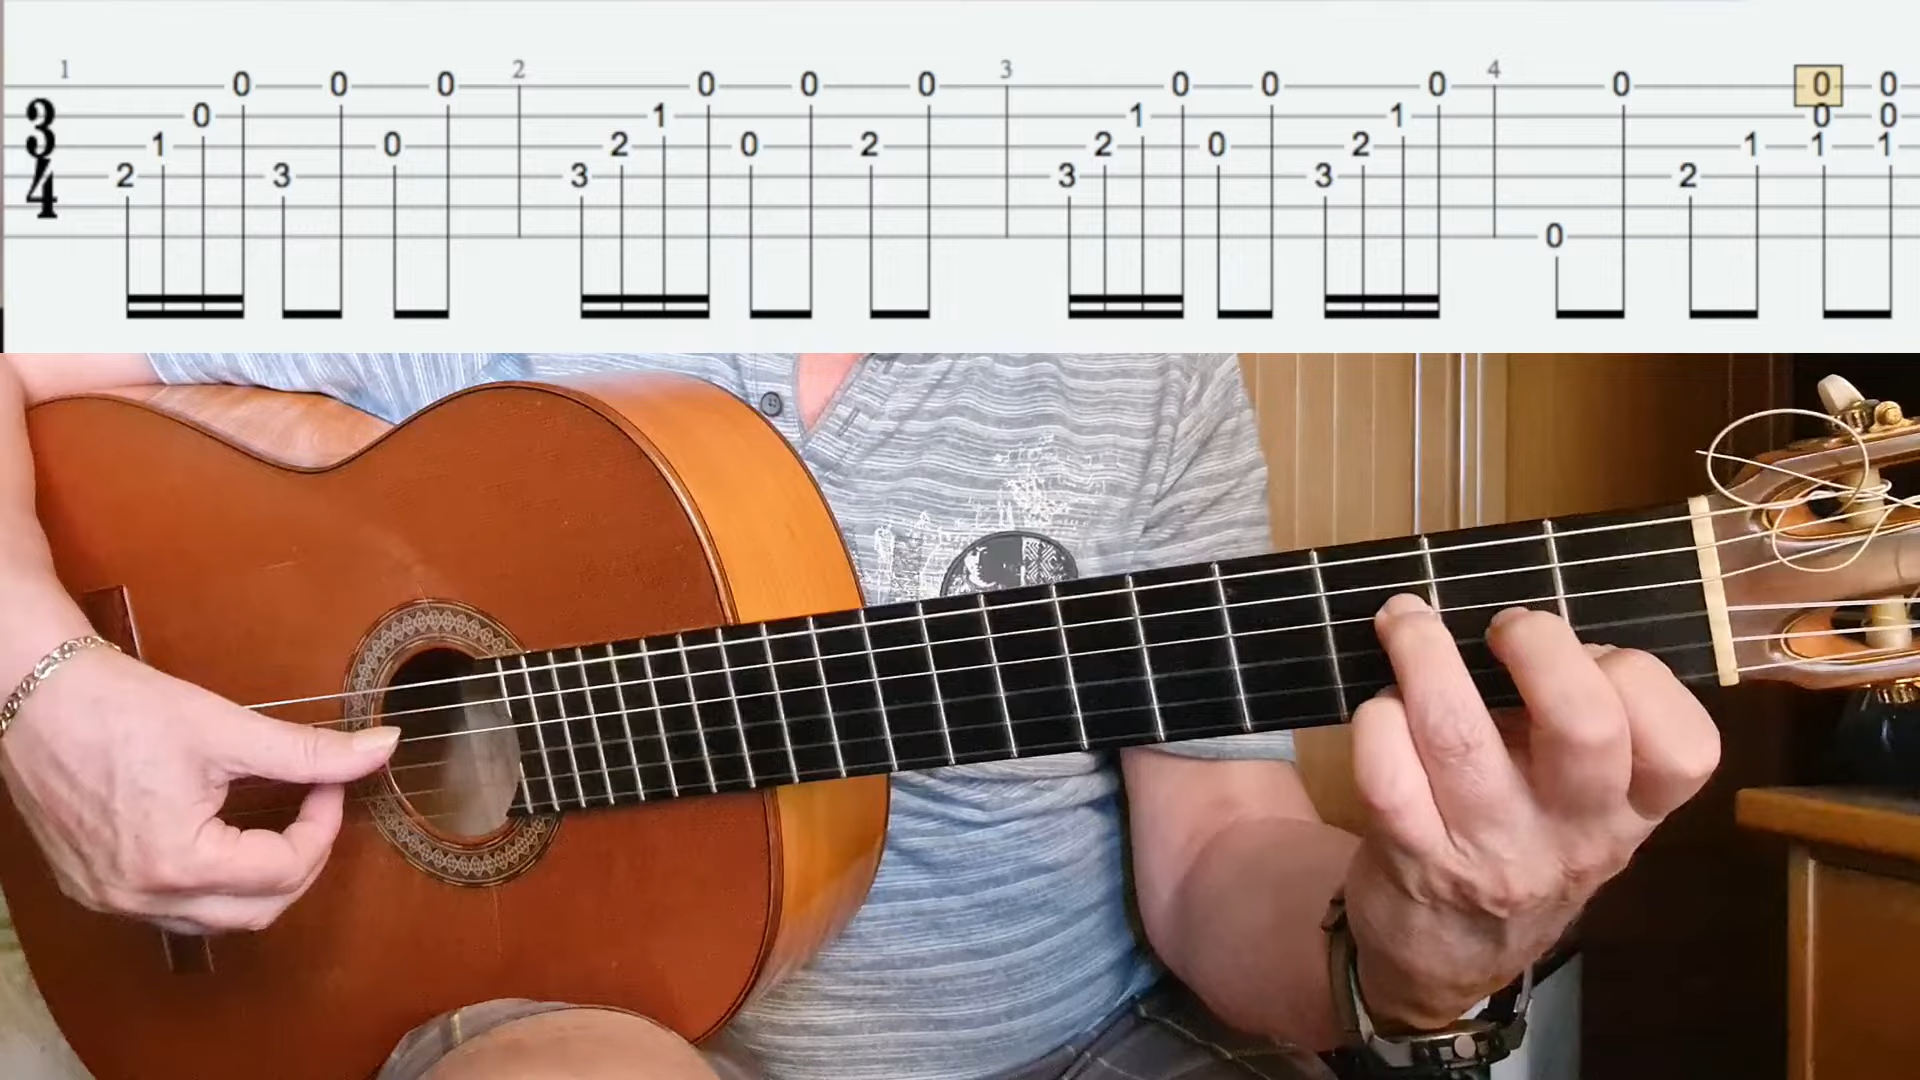 1 2 3 4
0 0 0 0 0 0 0 0 0 0 0 0
3 0 1 1 1 0 0
1 0 2 0 2 2 0 2 1 1 1
4 2 3 3 3 3 2
0